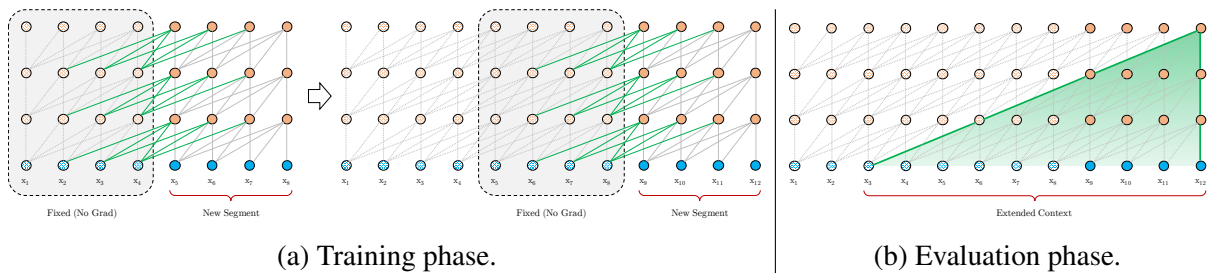 x1 x2 x3 x4 x5 x6 x7 x8
Fixed (No Grad) New Segment
x1 x2 x3 x4 x5 x6 x7 x8 x9 x10 x11 x12
Fixed (No Grad) New Segment
(a) Training phase.
x1 x2 x3 x4 x5 x6 x7 x8 x9 x10 x11 x12
Extended Context
(b) Evaluation phase.